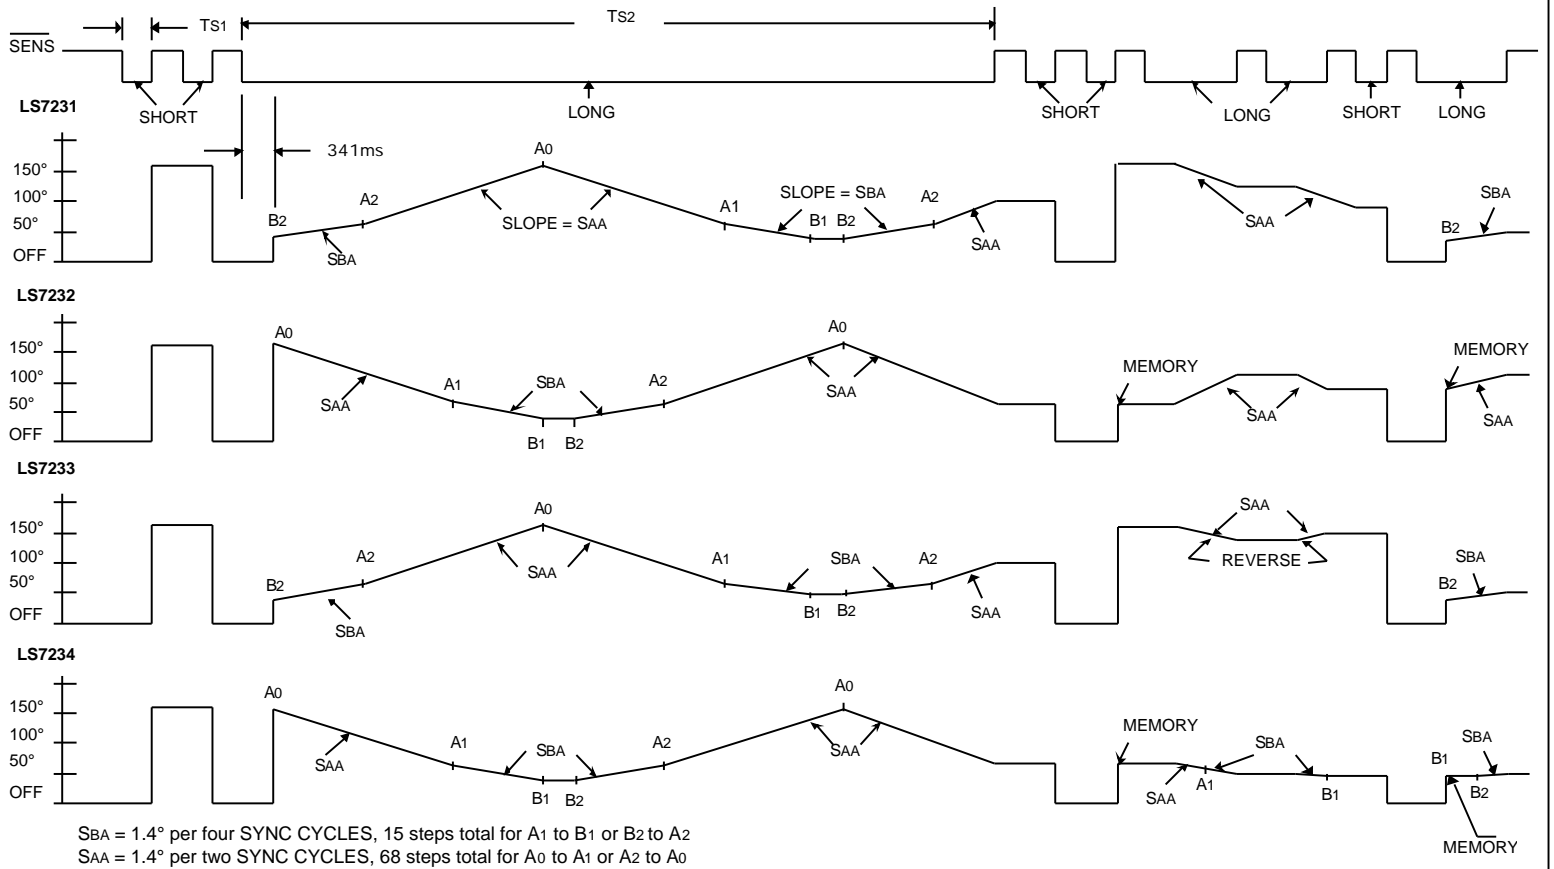 TS1
TS2
SENS
SHORT
LONG
SHORT
LONG
SHORT
LONG
LS7231
341ms
150°
100°
50°
OFF
B2
SBA
A2
A0
SLOPE = SAA
A1
SLOPE = SBA
B1 B2
A2
SAA
SAA
B2
SBA
LS7232
150°
100°
50°
OFF
A0
SAA
A1
SBA
B1 B2
A2
A0
SAA
MEMORY
SAA
MEMORY
SAA
LS7233
150°
100°
50°
OFF
B2
SBA
A2
A0
SAA
A1
SBA
B1 B2
A2
SAA
SAA
REVERSE
SBA
B2
LS7234
150°
100°
50°
OFF
A0
SAA
A1
SBA
B1 B2
A2
A0
SAA
MEMORY
SAA
A1
SBA
B1
B1
SBA
B2
MEMORY
SBA = 1.4° per four SYNC CYCLES, 15 steps total for A1 to B1 or B2 to A2
SAA = 1.4° per two SYNC CYCLES, 68 steps total for A0 to A1 or A2 to A0